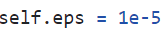 self.eps = 1e-5